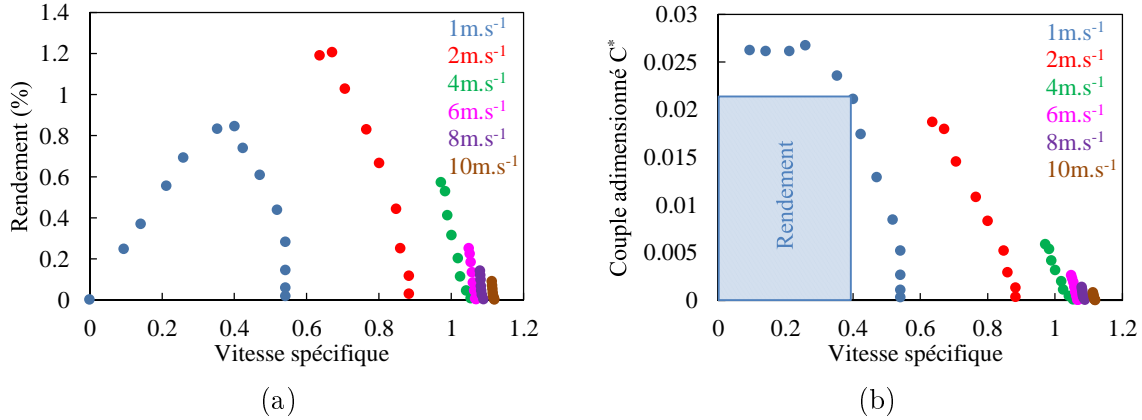 1.4
1.2
1
0.8
0.6
0.4
0.2
0
0
0.2
0.4
0.6
0.8
1
1.2
Rendement (%)
Vitesse spécifique
1m.s-1
2m.s-1
4m.s-1
6m.s-1
8m.s-1
10m.s-1
(a)
0.03
0.025
0.02
0.015
0.01
0.005
0
0
0.2
0.4
0.6
0.8
1
1.2
Couple adimensionné C*
Vitesse spécifique
Rendement
1m.s-1
2m.s-1
4m.s-1
6m.s-1
8m.s-1
10m.s-1
(b)